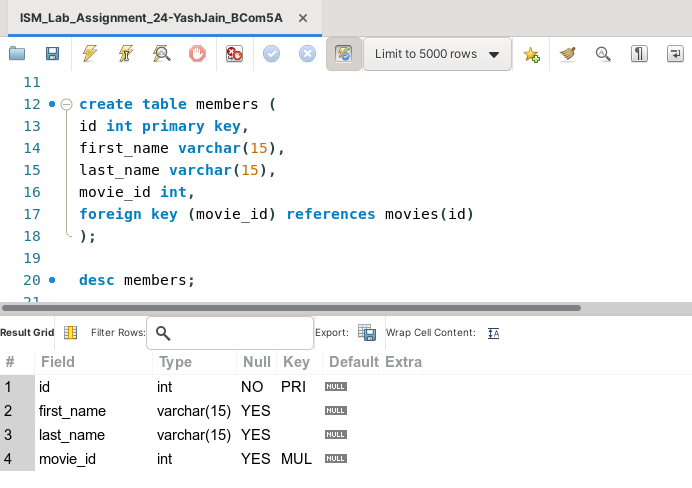 ISM_Lab_Assignment_24-YashJain_BCom5A ×
Limit to 5000 rows
11
12 create table members (
13 id int primary key,
14 first_name varchar(15),
15 last_name varchar(15),
16 movie_id int,
17 foreign key (movie_id) references movies(id)
18 );
19
20 desc members;
21
Result Grid Filter Rows: Export: Wrap Cell Content: IA
# Field Type Null Key Default Extra
1 id int NO PRI NULL
2 first_name varchar(15) YES NULL
3 last_name varchar(15) YES NULL
4 movie_id int YES MUL NULL